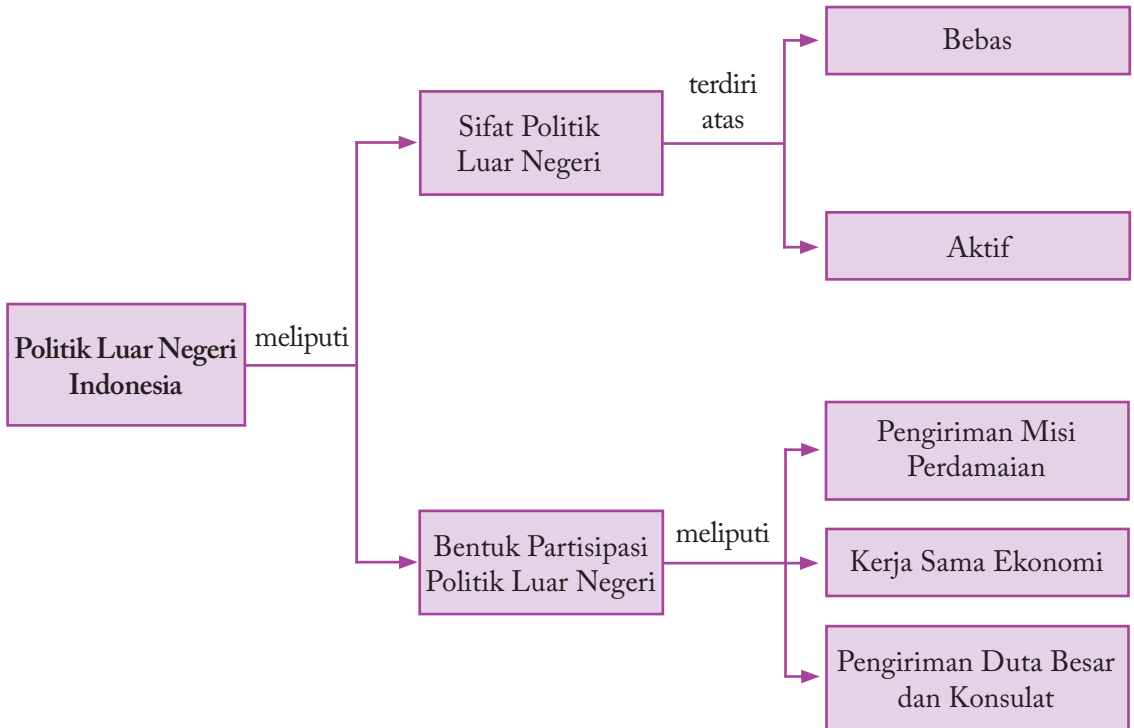 Politik Luar Negeri
Indonesia
meliputi
Sifat Politik
Luar Negeri
terdiri
atas
Bebas
Aktif
Bentuk Partisipasi
Politik Luar Negeri
meliputi
Pengiriman Misi
Perdamaian
Kerja Sama Ekonomi
Pengiriman Duta Besar
dan Konsulat